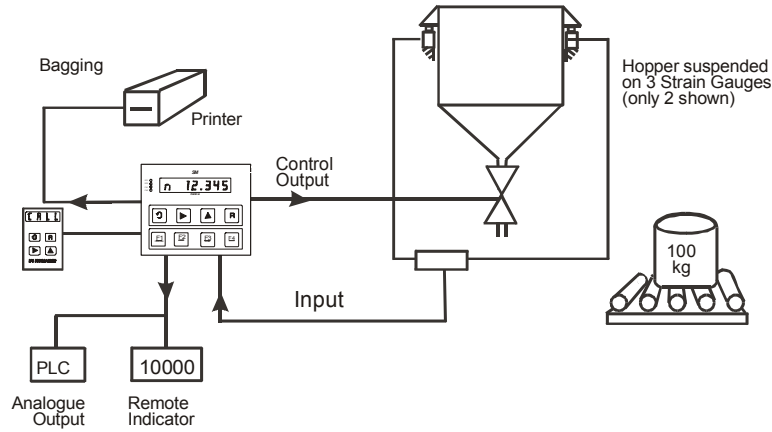 Bagging
Printer
Hopper suspended
on 3 Strain Gauges
(only 2 shown)
Control
Output
n 12.345
CALL
R
R
100
kg
Input
PLC
10000
Analogue
Output
Remote
Indicator